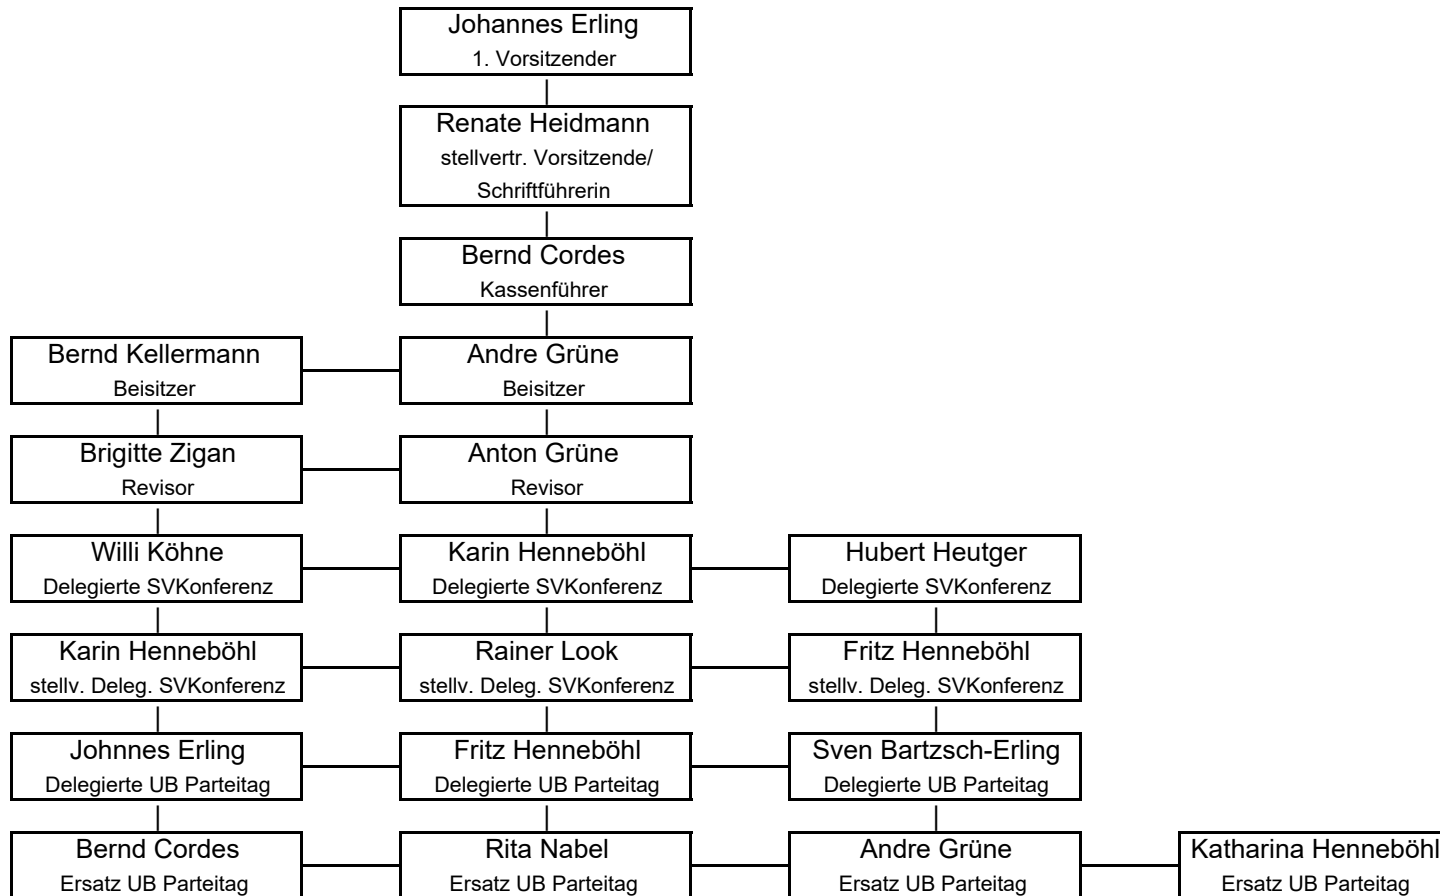 Johannes Erling
1. Vorsitzender
Renate Heidmann
stellvertr. Vorsitzende/
Schriftführerin
Bernd Cordes
Kassenführer
Bernd Kellermann
Beisitzer
Andre Grüne
Beisitzer
Brigitte Zigan
Revisor
Anton Grüne
Revisor
Willi Köhne
Delegierte SVKonferenz
Karin Henneböhl
Delegierte SVKonferenz
Hubert Heutger
Delegierte SVKonferenz
Karin Henneböhl
stellv. Deleg. SVKonferenz
Rainer Look
stellv. Deleg. SVKonferenz
Fritz Henneböhl
stellv. Deleg. SVKonferenz
Johnnes Erling
Delegierte UB Parteitag
Fritz Henneböhl
Delegierte UB Parteitag
Sven Bartzsch-Erling
Delegierte UB Parteitag
Bernd Cordes
Ersatz UB Parteitag
Rita Nabel
Ersatz UB Parteitag
Andre Grüne
Ersatz UB Parteitag
Katharina Henneböhl
Ersatz UB Parteitag